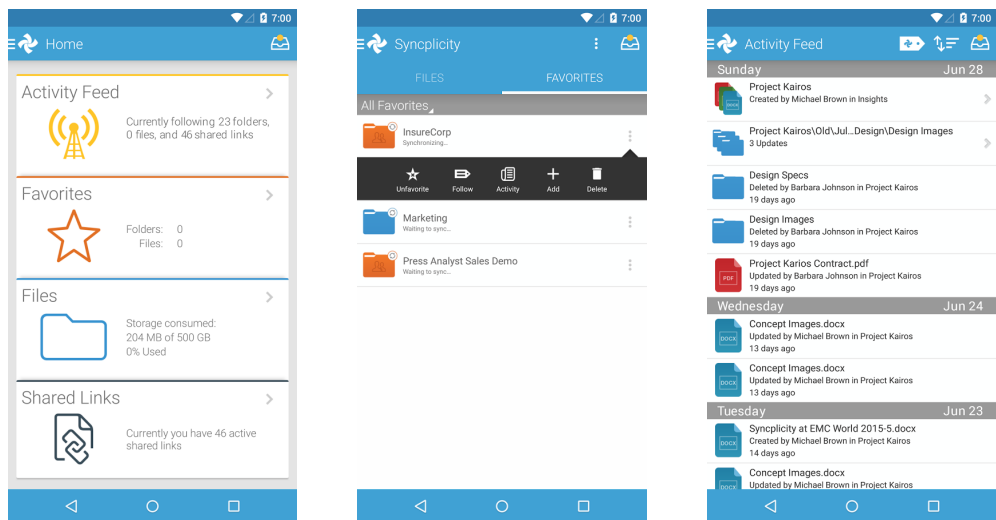 7:00
Home
Activity Feed
Currently following 23 folders,
0 files, and 46 shared links
Favorites
Folders: 0
Files: 0
Files
Storage consumed:
204 MB of 500 GB
0% Used
Shared Links
Currently you have 46 active
shared links
7:00
Syncplicity
FILES FAVORITES
All Favorites
InsureCorp
Synchronizing...
Unfavorite Follow Activity Add Delete
Marketing
Waiting to sync...
Press Analyst Sales Demo
Waiting to sync...
7:00
Activity Feed
Sunday Jun 28
DOCX
Project Kairos
Created by Michael Brown in Insights
Project Kairos\Old\Jul...Design\Design Images
3 Updates
Design Specs
Deleted by Barbara Johnson in Project Kairos
19 days ago
Design Images
Deleted by Barbara Johnson in Project Kairos
19 days ago
PDF
Project Karios Contract.pdf
Updated by Barbara Johnson in Project Kairos
19 days ago
Wednesday Jun 24
DOCX
Concept Images.docx
Updated by Michael Brown in Project Kairos
13 days ago
DOCX
Concept Images.docx
Updated by Michael Brown in Project Kairos
13 days ago
Tuesday Jun 23
DOCX
Syncplicity at EMC World 2015-5.docx
Created by Michael Brown in Project Kairos
14 days ago
DOCX
Concept Images.docx
Updated by Michael Brown in Project Kairos